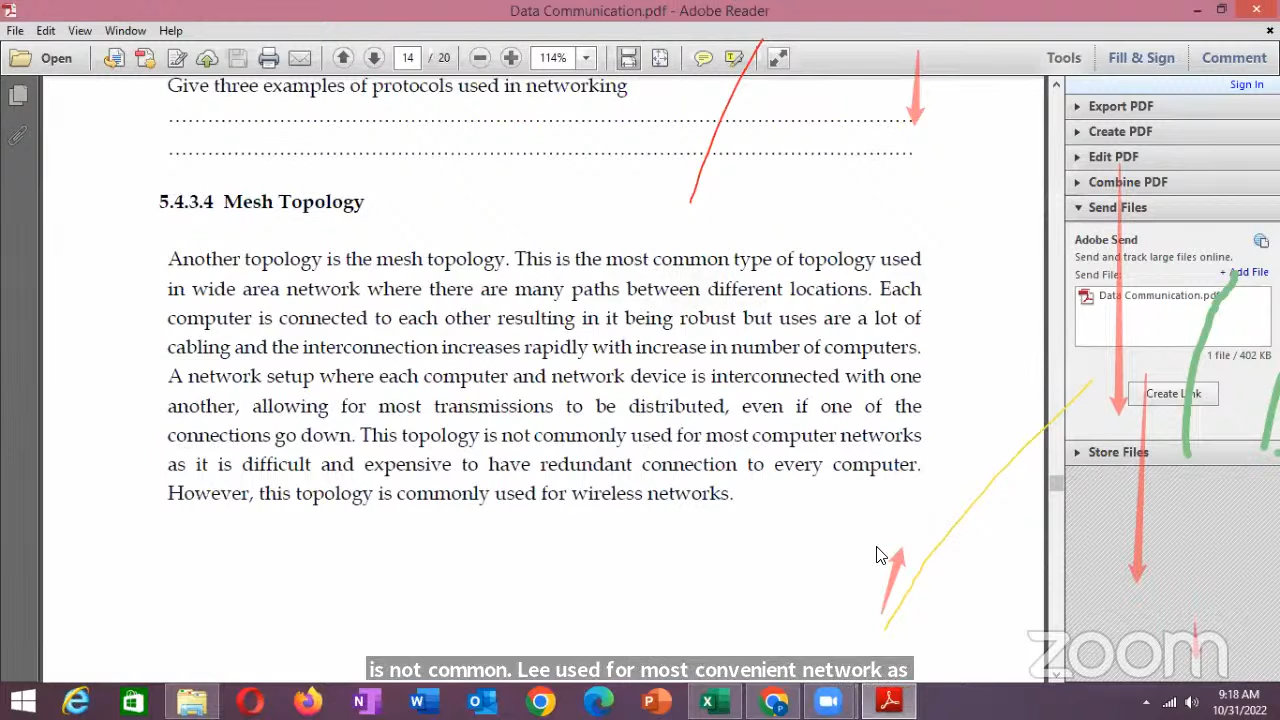 Data Communication.pdf - Adobe Reader
File Edit View Window Help
Open 14 / 20 114% Tools Fill & Sign Comment
Sign In
Give three examples of protocols used in networking
................................................................................
................................................................................
5.4.3.4 Mesh Topology
Another topology is the mesh topology. This is the most common type of topology used
in wide area network where there are many paths between different locations. Each
computer is connected to each other resulting in it being robust but uses are a lot of
cabling and the interconnection increases rapidly with increase in number of computers.
A network setup where each computer and network device is interconnected with one
another, allowing for most transmissions to be distributed, even if one of the
connections go down. This topology is not commonly used for most computer networks
as it is difficult and expensive to have redundant connection to every computer.
However, this topology is commonly used for wireless networks.
Export PDF
Create PDF
Edit PDF
Combine PDF
Send Files
Adobe Send
Send and track large files online.
Send File:
+ Add File
Data Communication.pdf
1 file / 402 KB
Create Link
Store Files
is not common. Lee used for most convenient network as
zoom
9:18 AM
10/31/2022